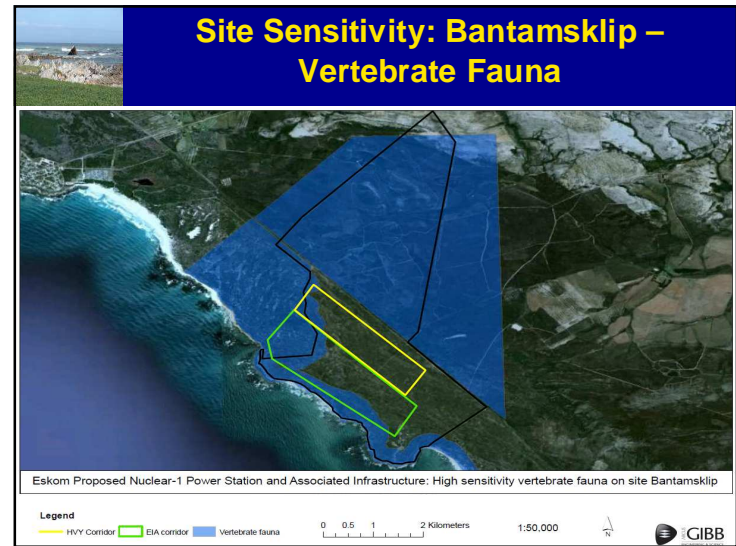 Site Sensitivity: Bantamsklip –
Vertebrate Fauna
Eskom Proposed Nuclear-1 Power Station and Associated Infrastructure: High sensitivity vertebrate fauna on site Bantamsklip
Legend
HVY Corridor
EIA corridor
Vertebrate fauna
0 0.5 1 2 Kilometers
1:50,000
N
GIBB